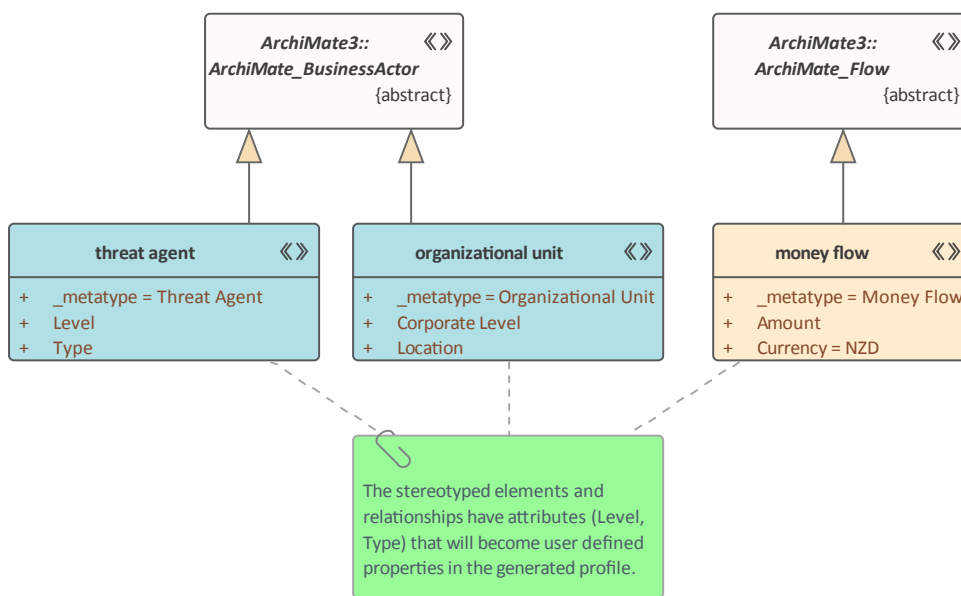 ArchiMate3:: «»
ArchiMate_BusinessActor
{abstract}
ArchiMate3:: «»
ArchiMate_Flow
{abstract}
threat agent «»
+ _metatype = Threat Agent
+ Level
+ Type
organizational unit «»
+ _metatype = Organizational Unit
+ Corporate Level
+ Location
money flow «»
+ _metatype = Money Flow
+ Amount
+ Currency = NZD
The stereotyped elements and
relationships have attributes (Level,
Type) that will become user defined
properties in the generated profile.